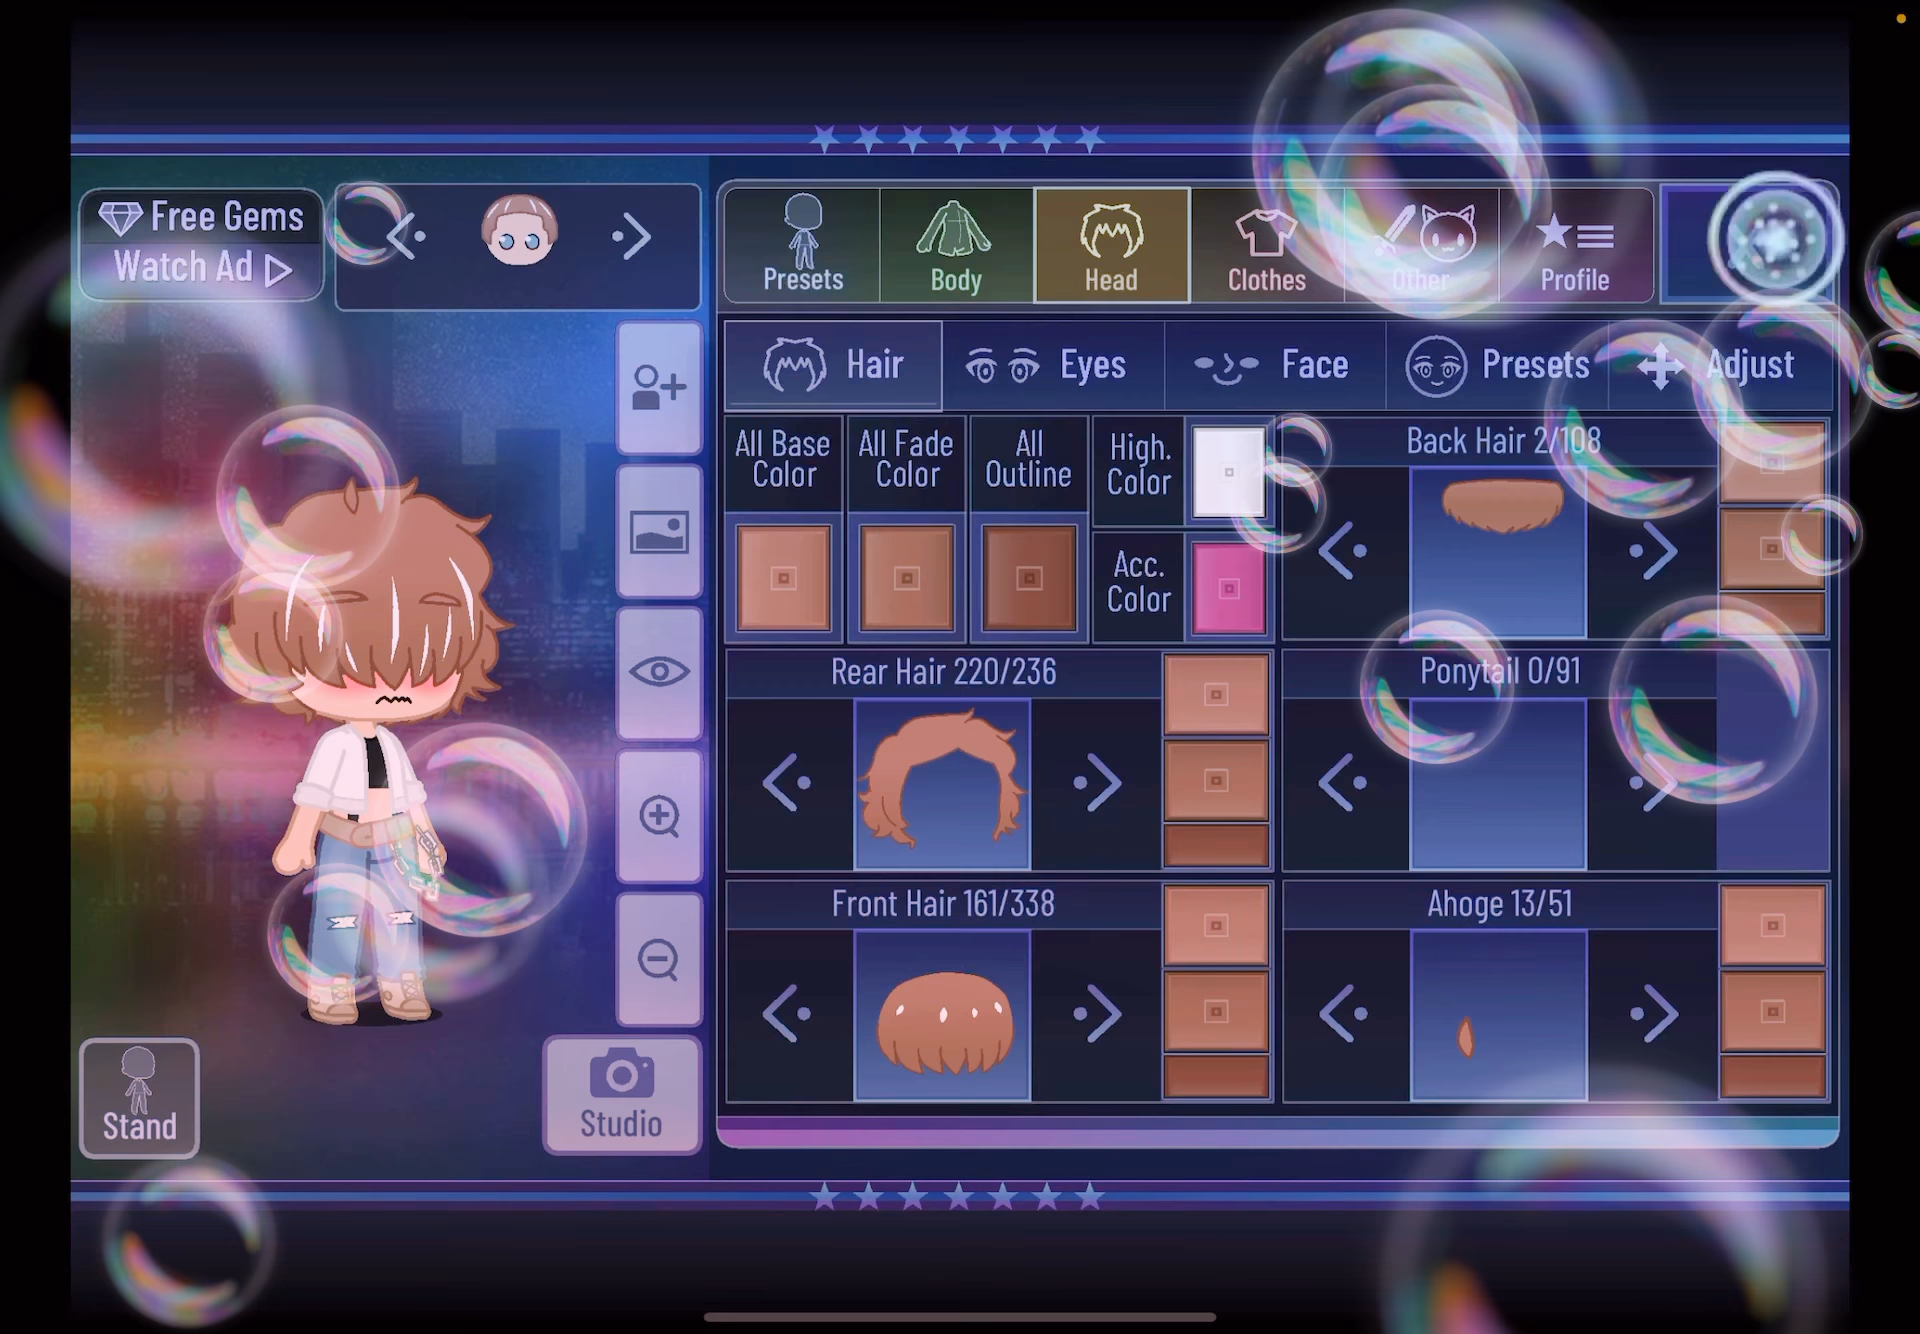 Free Gems
Watch Ad
Presets
Body
Head
Clothes
Other
Profile
Hair
Eyes
Face
Presets
Adjust
All Base
Color
All Fade
Color
All
Outline
High.
Color
Acc.
Color
Back Hair 2/108
Rear Hair 220/236
Ponytail 0/91
Front Hair 161/338
Ahoge 13/51
Stand
Studio